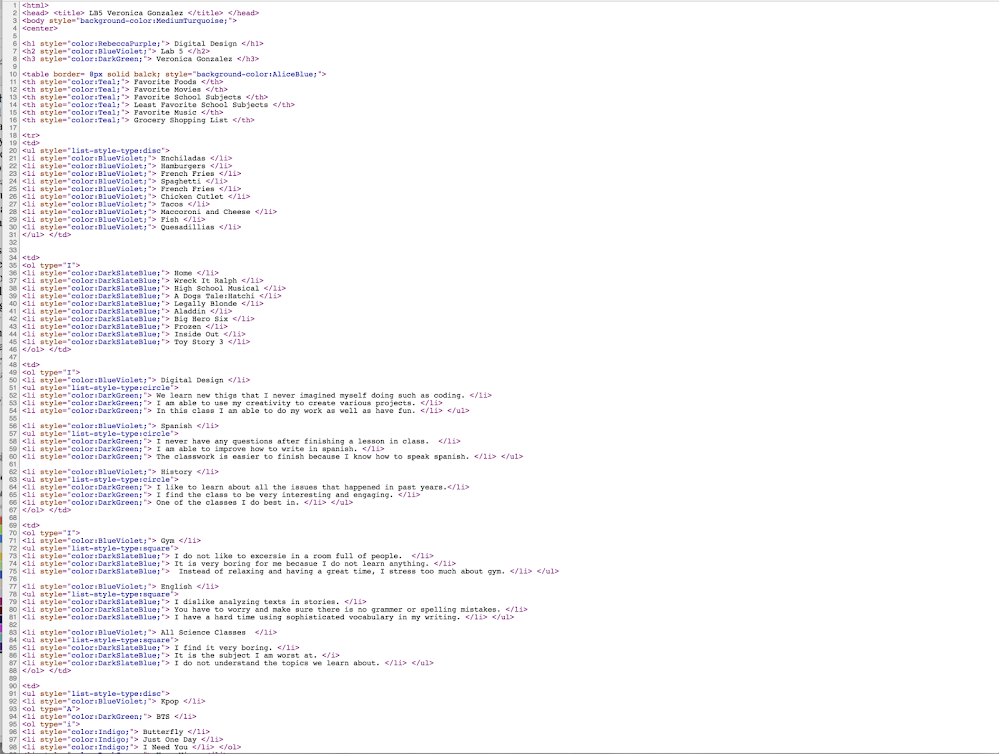 1 <html>
2 <head> <title> LB5 Veronica Gonzalez </title> </head>
3 <body style="background-color:MediumTurquoise;">
4 <center>
5
6 <h1 style="color:RebeccaPurple;"> Digital Design </h1>
7 <h2 style="color:BlueViolet;"> Lab 5 </h2>
8 <h3 style="color:DarkGreen;"> Veronica Gonzalez </h3>
9
10 <table border= 8px solid balck; style="background-color:AliceBlue;">
11 <th style="color:Teal;"> Favorite Foods </th>
12 <th style="color:Teal;"> Favorite Movies </th>
13 <th style="color:Teal;"> Favorite School Subjects </th>
14 <th style="color:Teal;"> Least Favorite School Subjects </th>
15 <th style="color:Teal;"> Favorite Music </th>
16 <th style="color:Teal;"> Grocery Shopping List </th>
17
18 <tr>
19 <td>
20 <ul style="list-style-type:disc">
21 <li style="color:BlueViolet;"> Enchiladas </li>
22 <li style="color:BlueViolet;"> Hamburgers </li>
23 <li style="color:BlueViolet;"> French Fries </li>
24 <li style="color:BlueViolet;"> Spaghetti </li>
25 <li style="color:BlueViolet;"> French Fries </li>
26 <li style="color:BlueViolet;"> Chicken Cutlet </li>
27 <li style="color:BlueViolet;"> Tacos </li>
28 <li style="color:BlueViolet;"> Maccoroni and Cheese </li>
29 <li style="color:BlueViolet;"> Fish </li>
30 <li style="color:BlueViolet;"> Quesadillias </li>
31 </ul> </td>
32
33
34 <td>
35 <ol type="I">
36 <li style="color:DarkSlateBlue;"> Home </li>
37 <li style="color:DarkSlateBlue;"> Wreck It Ralph </li>
38 <li style="color:DarkSlateBlue;"> High School Musical </li>
39 <li style="color:DarkSlateBlue;"> A Dogs Tale:Hatchi </li>
40 <li style="color:DarkSlateBlue;"> Legally Blonde </li>
41 <li style="color:DarkSlateBlue;"> Aladdin </li>
42 <li style="color:DarkSlateBlue;"> Big Hero Six </li>
43 <li style="color:DarkSlateBlue;"> Frozen </li>
44 <li style="color:DarkSlateBlue;"> Inside Out </li>
45 <li style="color:DarkSlateBlue;"> Toy Story 3 </li>
46 </ol> </td>
47
48 <td>
49 <ol type="I">
50 <li style="color:BlueViolet;"> Digital Design </li>
51 <ul style="list-style-type:circle">
52 <li style="color:DarkGreen;"> We learn new thigs that I never imagined myself doing such as coding. </li>
53 <li style="color:DarkGreen;"> I am able to use my creativity to create various projects. </li>
54 <li style="color:DarkGreen;"> In this class I am able to do my work as well as have fun. </li> </ul>
55
56 <li style="color:BlueViolet;"> Spanish </li>
57 <ul style="list-style-type:circle">
58 <li style="color:DarkGreen;"> I never have any questions after finishing a lesson in class.  </li>
59 <li style="color:DarkGreen;"> I am able to improve how to write in spanish. </li>
60 <li style="color:DarkGreen;"> The classwork is easier to finish because I know how to speak spanish. </li> </ul>
61
62 <li style="color:BlueViolet;"> History </li>
63 <ul style="list-style-type:circle">
64 <li style="color:DarkGreen;"> I like to learn about all the issues that happened in past years.</li>
65 <li style="color:DarkGreen;"> I find the class to be very interesting and engaging. </li>
66 <li style="color:DarkGreen;"> One of the classes I do best in. </li> </ul>
67 </ol> </td>
68
69 <td>
70 <ol type="I">
71 <li style="color:BlueViolet;"> Gym </li>
72 <ul style="list-style-type:square">
73 <li style="color:DarkSlateBlue;"> I do not like to excersie in a room full of people.  </li>
74 <li style="color:DarkSlateBlue;"> It is very boring for me becasue I do not learn anything. </li>
75 <li style="color:DarkSlateBlue;">  Instead of relaxing and having a great time, I stress too much about gym. </li> </ul>
76
77 <li style="color:BlueViolet;"> English </li>
78 <ul style="list-style-type:square">
79 <li style="color:DarkSlateBlue;"> I dislike analyzing texts in stories. </li>
80 <li style="color:DarkSlateBlue;"> You have to worry and make sure there is no grammer or spelling mistakes. </li>
81 <li style="color:DarkSlateBlue;"> I have a hard time using sophisticated vocabulary in my writing. </li> </ul>
82
83 <li style="color:BlueViolet;"> All Science Classes  </li>
84 <ul style="list-style-type:square">
85 <li style="color:DarkSlateBlue;"> I find it very boring. </li>
86 <li style="color:DarkSlateBlue;"> It is the subject I am worst at. </li>
87 <li style="color:DarkSlateBlue;"> I do not understand the topics we learn about. </li> </ul>
88 </ol> </td>
89
90 <td>
91 <ul style="list-style-type:disc">
92 <li style="color:BlueViolet;"> Kpop </li>
93 <ol type="A">
94 <li style="color:DarkGreen;"> BTS </li>
95 <ol type="i">
96 <li style="color:Indigo;"> Butterfly </li>
97 <li style="color:Indigo;"> Just One Day </li>
98 <li style="color:Indigo;"> I Need You </li> </ol>